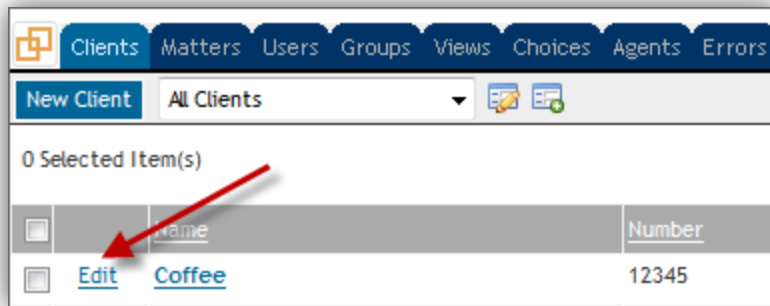 Clients Matters Users Groups Views Choices Agents Errors
New Client All Clients
0 Selected Item(s)
Name Number
Edit Coffee 12345